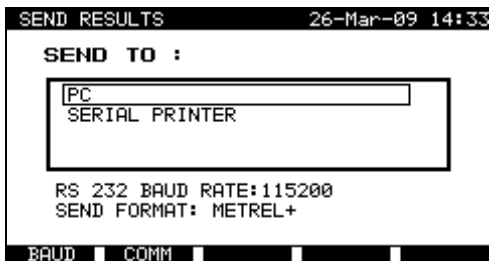 SEND RESULTS 26-Mar-09 14:33
SEND TO :
PC
SERIAL PRINTER
RS 232 BAUD RATE:115200
SEND FORMAT: METREL+
BAUD COMM